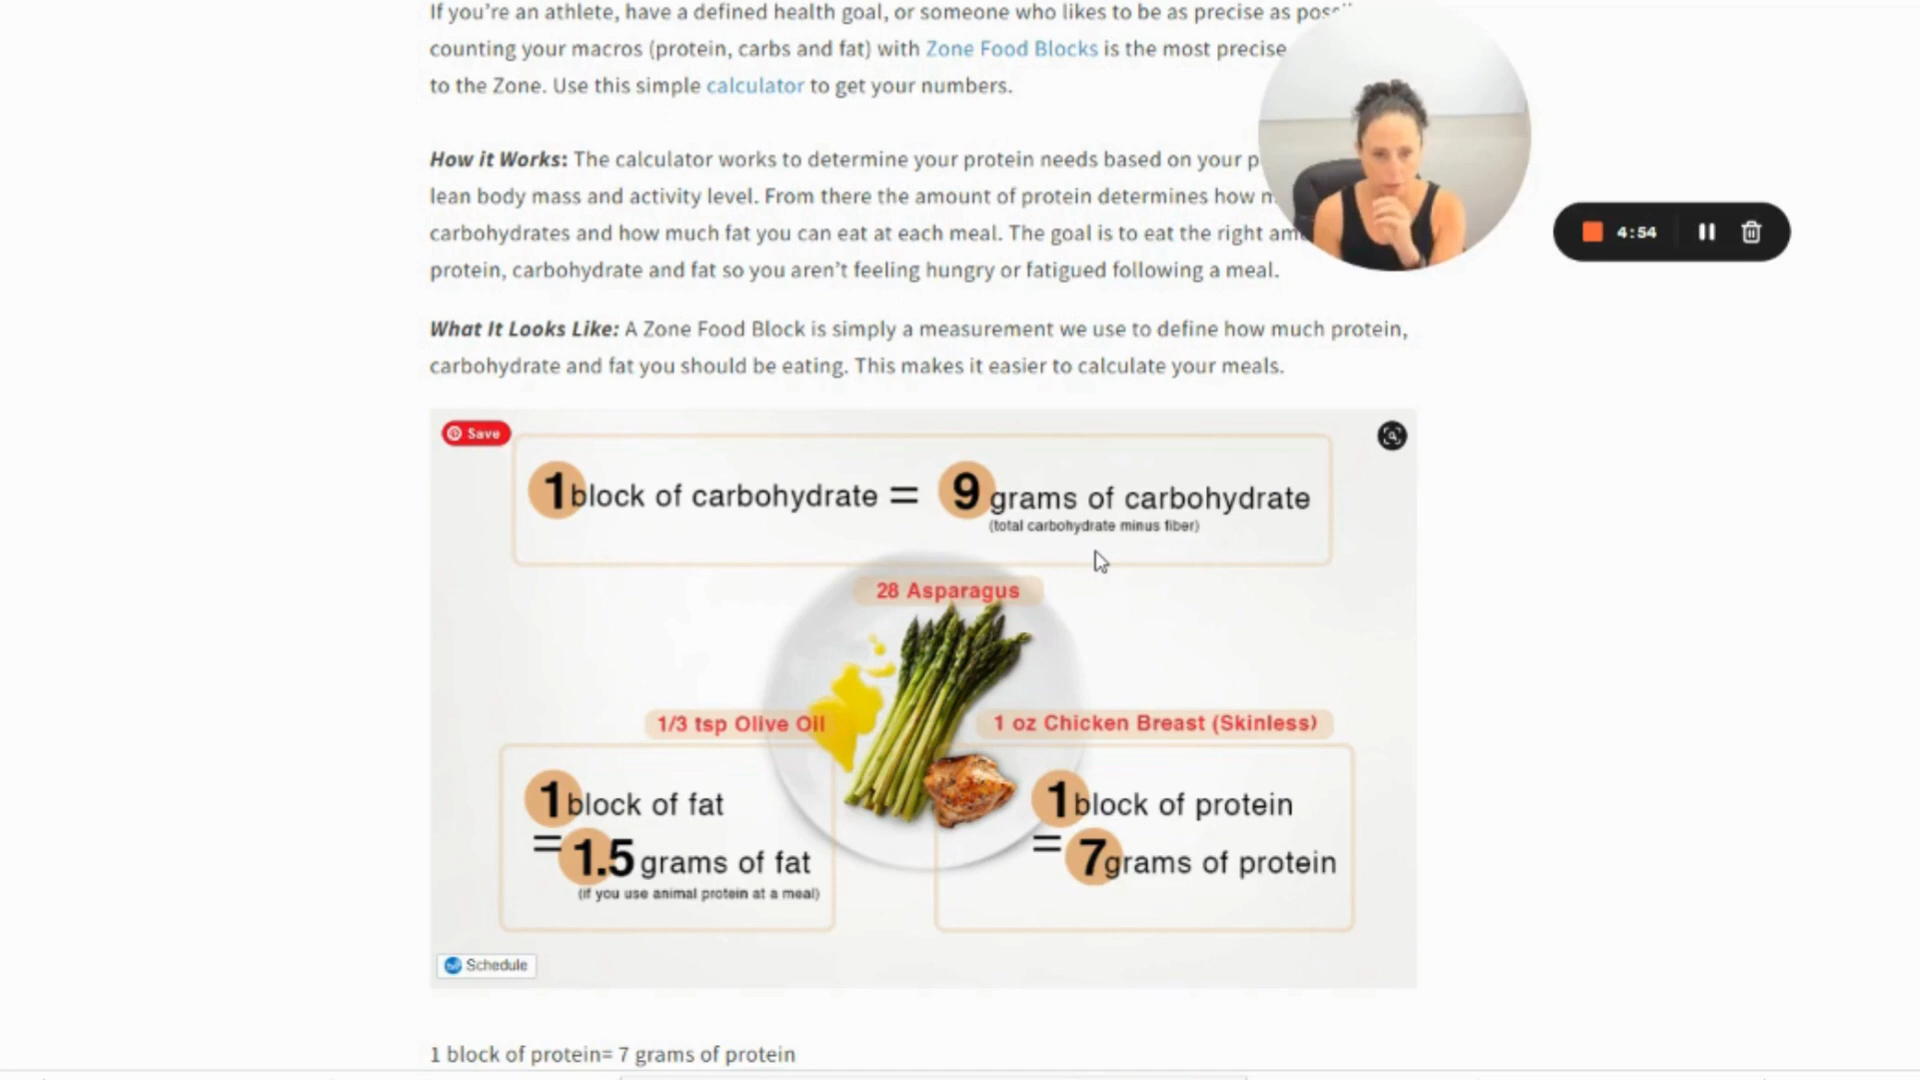 If you're an athlete, have a defined health goal, or someone who likes to be as precise as
counting your macros (protein, carbs and fat) with Zone Food Blocks is the most precise
to the Zone. Use this simple calculator to get your numbers.
How it Works: The calculator works to determine your protein needs based on your
lean body mass and activity level. From there the amount of protein determines how
carbohydrates and how much fat you can eat at each meal. The goal is to eat the right
protein, carbohydrate and fat so you aren't feeling hungry or fatigued following a meal.
4:54
What It Looks Like: A Zone Food Block is simply a measurement we use to define how much protein,
carbohydrate and fat you should be eating. This makes it easier to calculate your meals.
Save
1 block of carbohydrate = 9 grams of carbohydrate
(total carbohydrate minus fiber)
28 Asparagus
1/3 tsp Olive Oil
1 oz Chicken Breast (Skinless)
1 block of fat
= 1.5 grams of fat
(if you use animal protein at a meal)
1 block of protein
= 7 grams of protein
Schedule
1 block of protein= 7 grams of protein